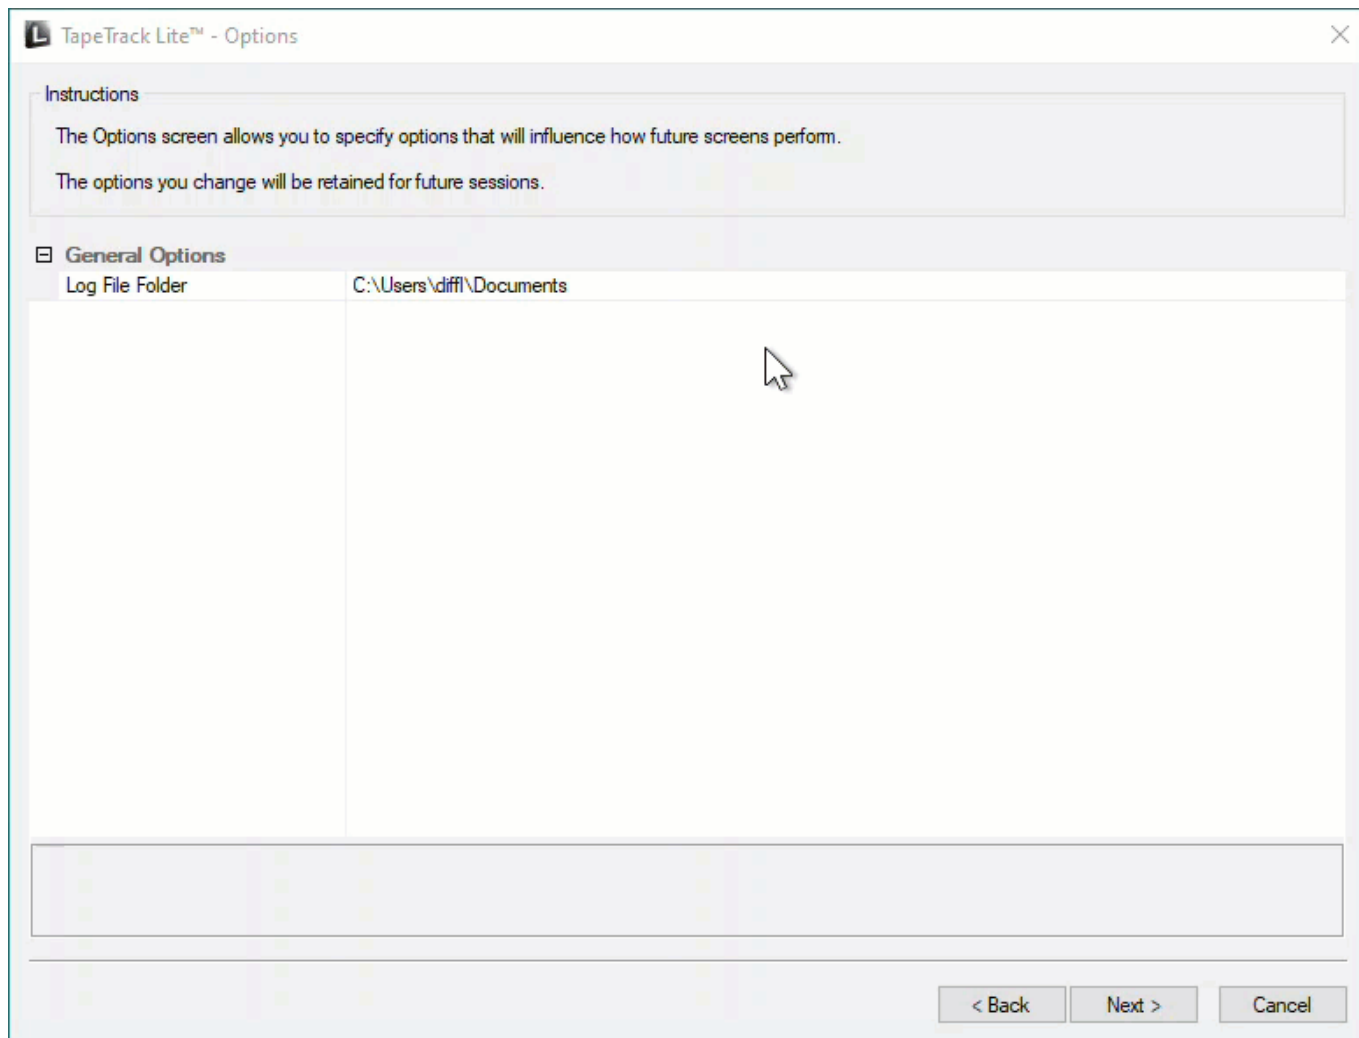 TapeTrack Lite™ - Options
Instructions
The Options screen allows you to specify options that will influence how future screens perform.
The options you change will be retained for future sessions.
General Options
Log File Folder C:\Users\diffl\Documents
< Back Next > Cancel